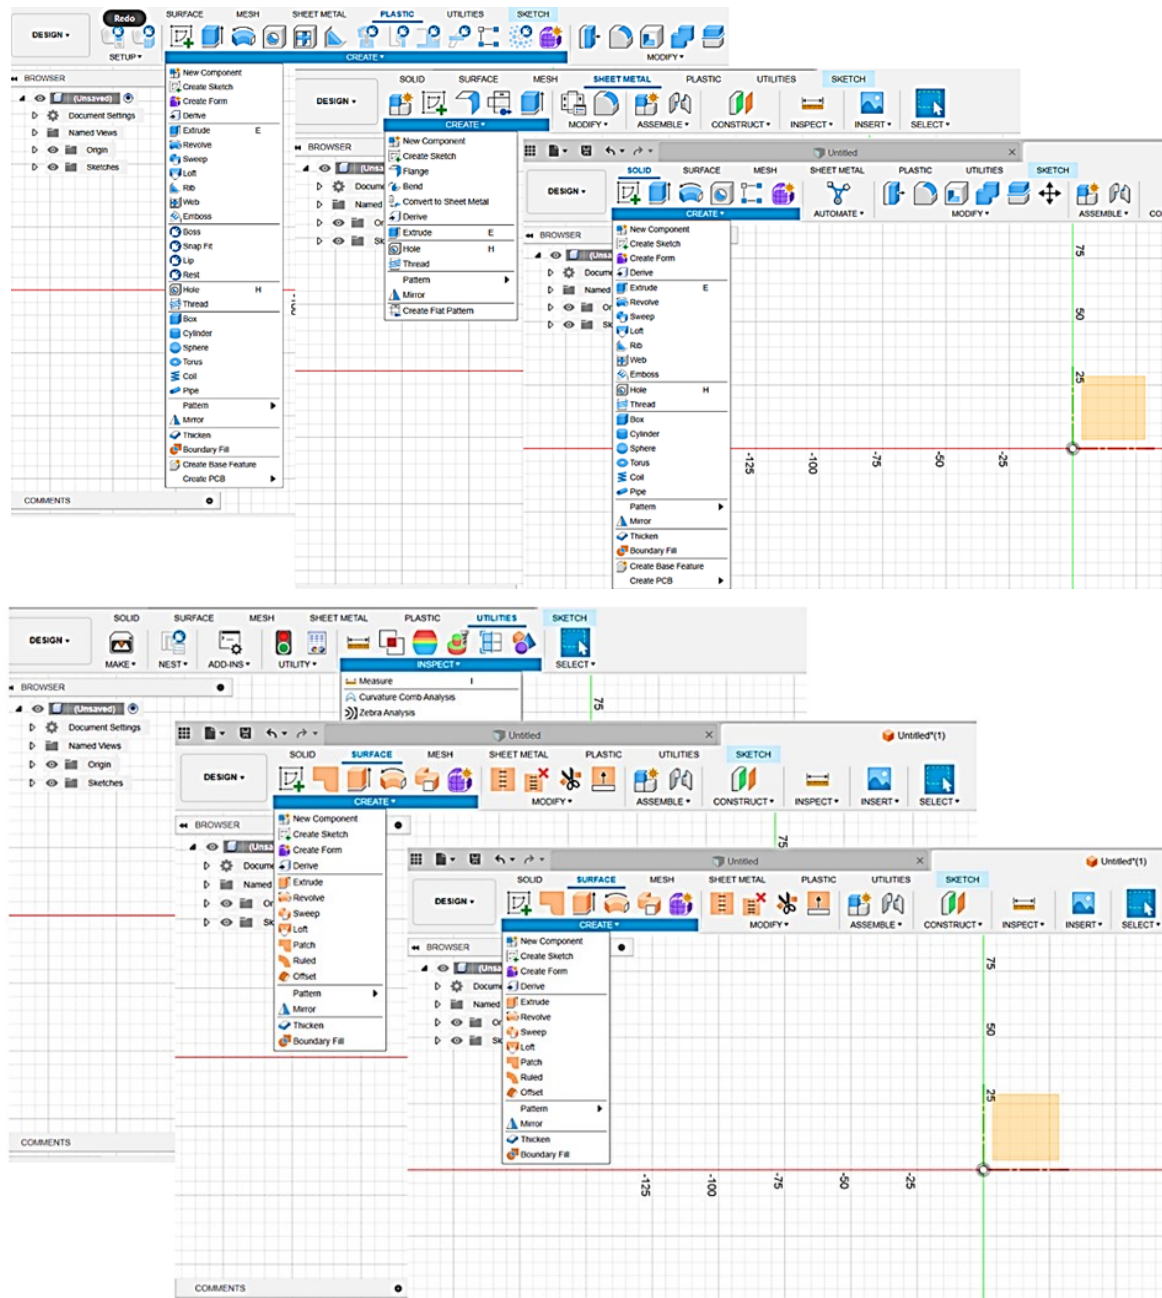 Redo
SURFACE MESH SHEET METAL PLASTIC UTILITIES SKETCH
DESIGN
SETUP CREATE MODIFY
BROWSER
(Unsaved)
Document Settings
Named Views
Origin
Sketches
New Component
Create Sketch
Create Form
Derive
Extrude E
Revolve
Sweep
Loft
Rib
Web
Emboss
Boss
Snap Fit
Lip
Rest
Hole H
Thread
Box
Cylinder
Sphere
Torus
Coil
Pipe
Pattern
Mirror
Thicken
Boundary Fill
Create Base Feature
Create PCB
COMMENTS
SOLID SURFACE MESH SHEET METAL PLASTIC UTILITIES SKETCH
DESIGN
CREATE MODIFY ASSEMBLE CONSTRUCT INSPECT INSERT SELECT
BROWSER
New Component
Create Sketch
Flange
Bend
Convert to Sheet Metal
Derive
Extrude E
Hole H
Thread
Pattern
Mirror
Create Flat Pattern
Untitled
SOLID SURFACE MESH SHEET METAL PLASTIC UTILITIES SKETCH
DESIGN
CREATE AUTOMATE MODIFY ASSEMBLE
BROWSER
Named
New Component
Create Sketch
Create Form
Derive
Extrude E
Revolve
Sweep
Loft
Rib
Web
Emboss
Hole H
Thread
Box
Cylinder
Sphere
Torus
Coil
Pipe
Pattern
Mirror
Thicken
Boundary Fill
Create Base Feature
Create PCB
75
50
25
-125 -100 -75 -50 -25
SOLID SURFACE MESH SHEET METAL PLASTIC UTILITIES SKETCH
DESIGN
MAKE NEST ADD-INS UTILITY INSPECT SELECT
BROWSER
(Unsaved)
Document Settings
Named Views
Origin
Sketches
Measure I
Curvature Comb Analysis
Zebra Analysis
75
COMMENTS
Untitled Untitled*(1)
SOLID SURFACE MESH SHEET METAL PLASTIC UTILITIES SKETCH
DESIGN
CREATE MODIFY ASSEMBLE CONSTRUCT INSPECT INSERT SELECT
BROWSER
Named
New Component
Create Sketch
Create Form
Derive
Extrude
Revolve
Sweep
Loft
Patch
Ruled
Offset
Pattern
Mirror
Thicken
Boundary Fill
75
COMMENTS
Untitled Untitled*(1)
SOLID SURFACE MESH SHEET METAL PLASTIC UTILITIES SKETCH
DESIGN
CREATE MODIFY ASSEMBLE CONSTRUCT INSPECT INSERT SELECT
BROWSER
Named
New Component
Create Sketch
Create Form
Derive
Extrude
Revolve
Sweep
Loft
Patch
Ruled
Offset
Pattern
Mirror
Thicken
Boundary Fill
75
50
25
-125 -100 -75 -50 -25